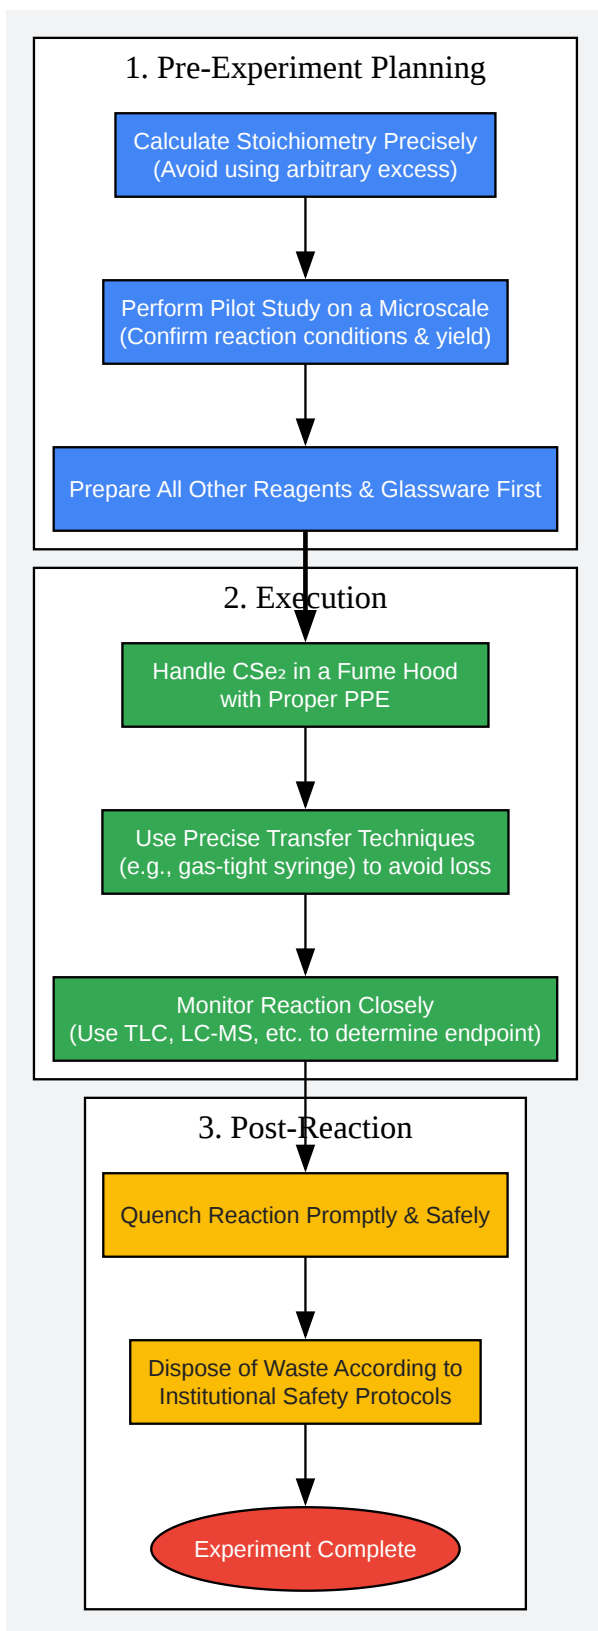 1. Pre-Experiment Planning
Calculate Stoichiometry Precisely
(Avoid using arbitrary excess)
Perform Pilot Study on a Microscale
(Confirm reaction conditions & yield)
Prepare All Other Reagents & Glassware First
2. Execution
Handle CSe₂ in a Fume Hood
with Proper PPE
Use Precise Transfer Techniques
(e.g., gas-tight syringe) to avoid loss
Monitor Reaction Closely
(Use TLC, LC-MS, etc. to determine endpoint)
3. Post-Reaction
Quench Reaction Promptly & Safely
Dispose of Waste According to
Institutional Safety Protocols
Experiment Complete